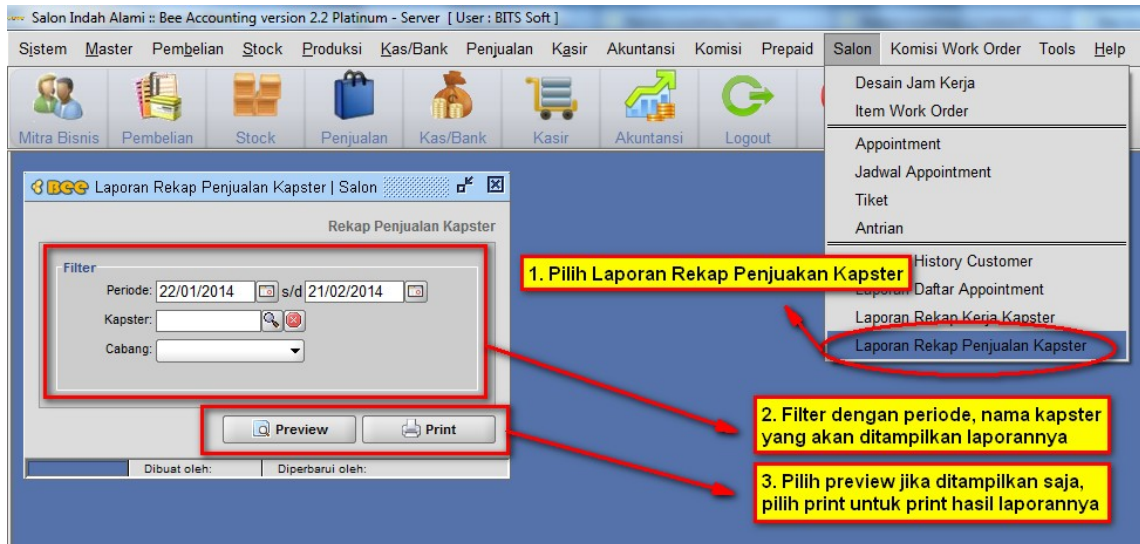 Salon Indah Alami :: Bee Accounting version 2.2 Platinum - Server [ User : BITS Soft ]
Sistem Master Pembelian Stock Produksi Kas/Bank Penjualan Kasir Akuntansi Komisi Prepaid Salon Komisi Work Order Tools Help
Mitra Bisnis Pembelian Stock Penjualan Kas/Bank Kasir Akuntansi Logout
Desain Jam Kerja
Item Work Order
Appointment
Jadwal Appointment
Tiket
Antrian
History Customer
Laporan Daftar Appointment
Laporan Rekap Kerja Kapster
Laporan Rekap Penjualan Kapster
Bee Laporan Rekap Penjualan Kapster | Salon
Rekap Penjualan Kapster
Filter
Periode: 22/01/2014 s/d 21/02/2014
Kapster:
Cabang:
Preview Print
Dibuat oleh: Diperbarui oleh:
1. Pilih Laporan Rekap Penjuakan Kapster
2. Filter dengan periode, nama kapster
yang akan ditampilkan laporannya
3. Pilih preview jika ditampilkan saja,
pilih print untuk print hasil laporannya